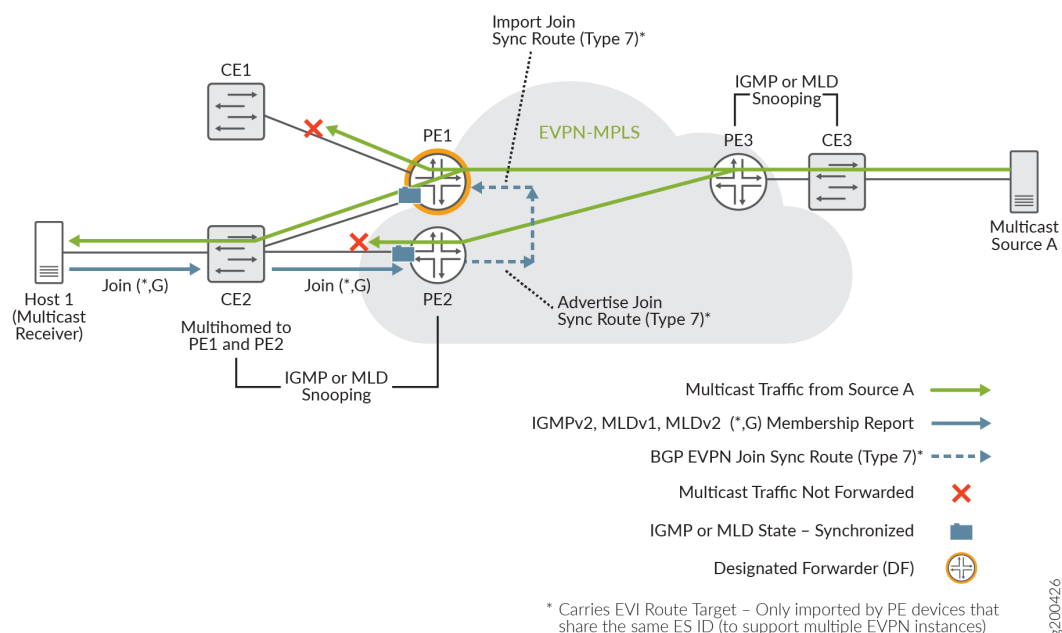 Import Join
Sync Route (Type 7)*
CE1
IGMP or MLD
Snooping
PE1
EVPN-MPLS
PE3
CE3
Multicast
Source A
Join (*,G)
Join (*,G)
Host 1
(Multicast
Receiver)
CE2
PE2
Advertise Join
Sync Route (Type 7)*
Multihomed to
PE1 and PE2
IGMP or MLD
Snooping
Multicast Traffic from Source A
IGMPv2, MLDv1, MLDv2 (*,G) Membership Report
BGP EVPN Join Sync Route (Type 7)*
Multicast Traffic Not Forwarded
IGMP or MLD State – Synchronized
Designated Forwarder (DF)
* Carries EVI Route Target – Only imported by PE devices that
share the same ES ID (to support multiple EVPN instances)
g200426